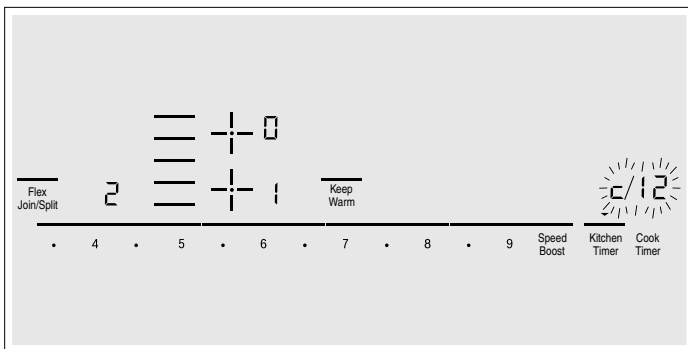 0
Flex
Join/Split
2
1
Keep
Warm
c/12
. 4 . 5 . 6 . 7 . 8 . 9
Speed
Boost
Kitchen
Timer
Cook
Timer